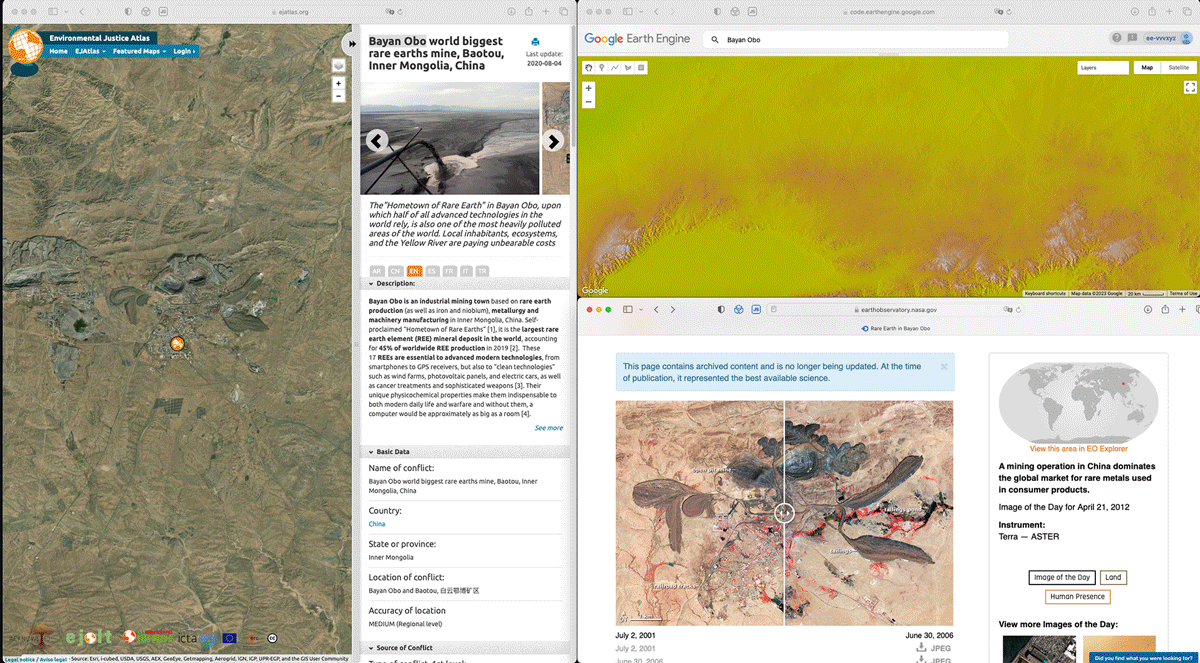 ejatlas.org
Environmental Justice Atlas
Home EJAtlas Featured Maps Login
+
−
Bayan Obo world biggest
rare earths mine, Baotou,
Inner Mongolia, China
Last update:
2020-08-04
The"Hometown of Rare Earth" in Bayan Obo, upon
which half of all advanced technologies in the
world rely, is also one of the most heavily polluted
areas of the world. Local inhabitants, ecosystems,
and the Yellow River are paying unbearable costs
AR CN EN ES FR IT TR
Description:
Bayan Obo is an industrial mining town based on rare earth
production (as well as iron and niobium), metallurgy and
machinery manufacturing in Inner Mongolia, China. Self-
proclaimed "Hometown of Rare Earths" [1], it is the largest rare
earth element (REE) mineral deposit in the world, accounting
for 45% of worldwide REE production in 2019 [2]. These
17 REEs are essential to advanced modern technologies, from
smartphones to GPS receivers, but also to "clean technologies"
such as wind farms, photovoltaic panels, and electric cars, as well
as cancer treatments and sophisticated weapons [3]. Their
unique physicochemical properties make them indispensable to
both modern daily life and warfare and without them, a
computer would be approximately as big as a room [4].
See more
Basic Data
Name of conflict:
Bayan Obo world biggest rare earths mine, Baotou, Inner
Mongolia, China
Country:
China
State or province:
Inner Mongolia
Location of conflict:
Bayan Obo and Baotou, 白云鄂博矿区
Accuracy of location
MEDIUM (Regional level)
Source of Conflict
ejolt
icta
cc
Legal notice / Aviso legal
Source: Esri, i-cubed, USDA, USGS, AEX, GeoEye, Getmapping, Aerogrid, IGN, IGP, UPR-EGP, and the GIS User Community
code.earthengine.google.com
Google Earth Engine
Bayan Obo
ee-vvvxyz
Layers
Map Satellite
+
−
Google
Keyboard shortcuts Map data ©2023 Google 20 km Terms of Use
earthobservatory.nasa.gov
Rare Earth in Bayan Obo
This page contains archived content and is no longer being updated. At the time
of publication, it represented the best available science.
open pit mine
tailings pond
tailings
railroad tracks
July 2, 2001
June 30, 2006
July 2, 2001
JPEG
June 30, 2006
JPEG
View this area in EO Explorer
A mining operation in China dominates
the global market for rare metals used
in consumer products.
Image of the Day for April 21, 2012
Instrument:
Terra — ASTER
Image of the Day Land
Human Presence
View more Images of the Day:
Did you find what you were looking for?